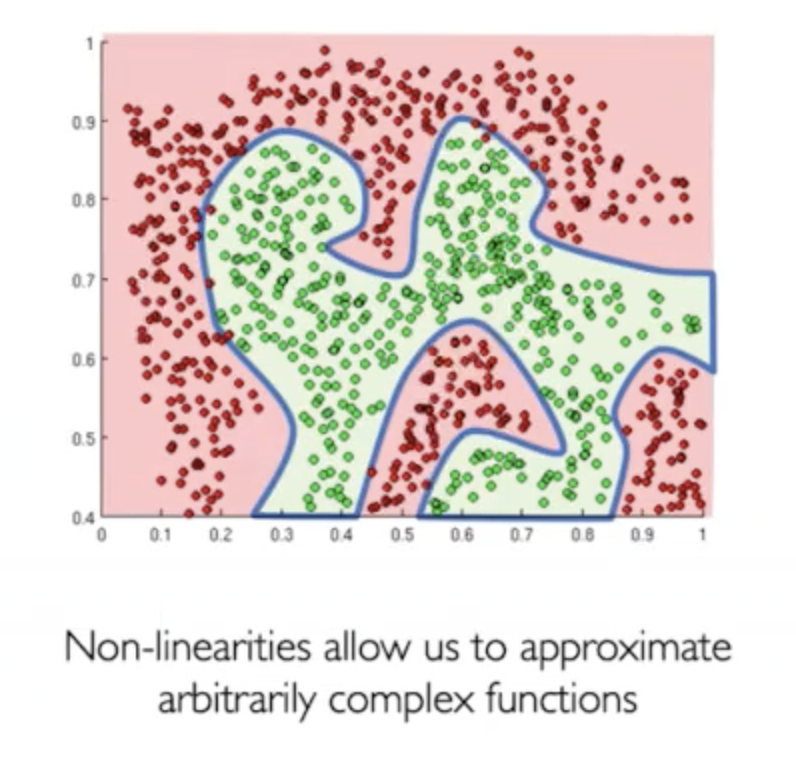 1
0.9
0.8
0.7
0.6
0.5
0.4
0 0.1 0.2 0.3 0.4 0.5 0.6 0.7 0.8 0.9 1
Non-linearities allow us to approximate
arbitrarily complex functions